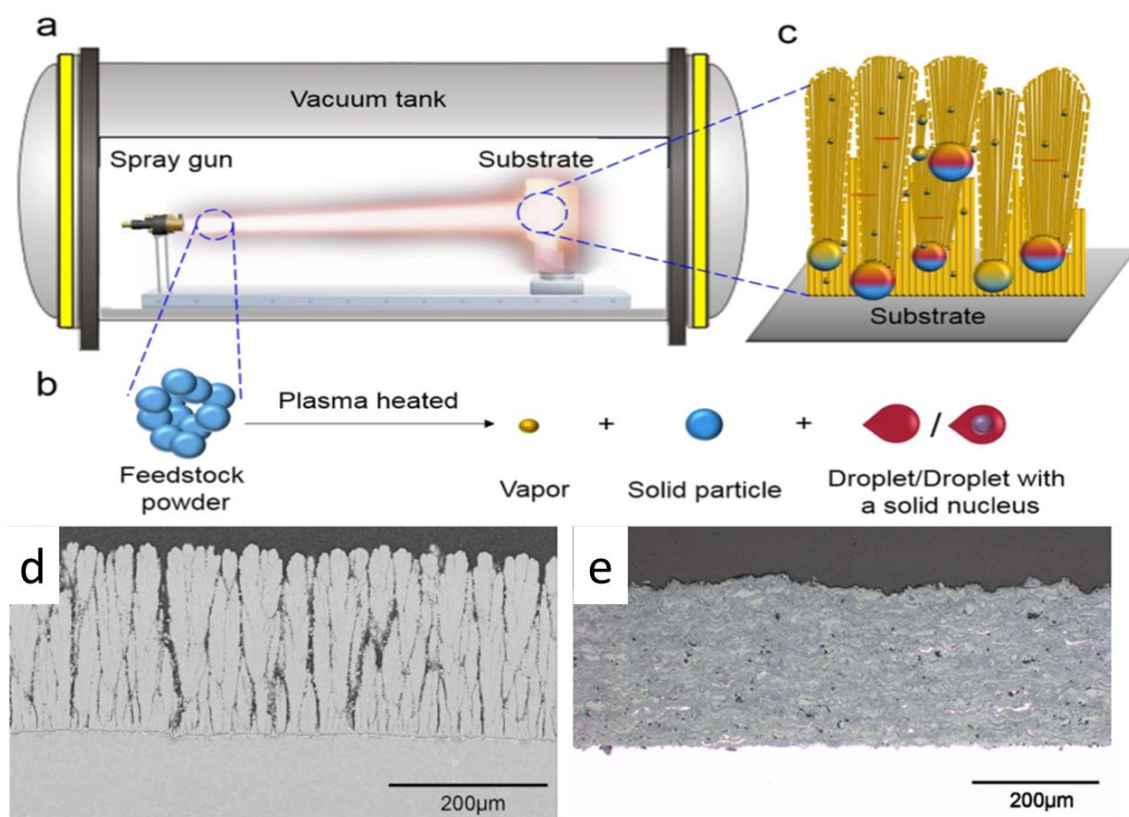 a
Vacuum tank
Spray gun
Substrate
c
Substrate
b
Feedstock
powder
Plasma heated
+
+
/
Vapor
Solid particle
Droplet/Droplet with
a solid nucleus
d
200μm
e
200μm